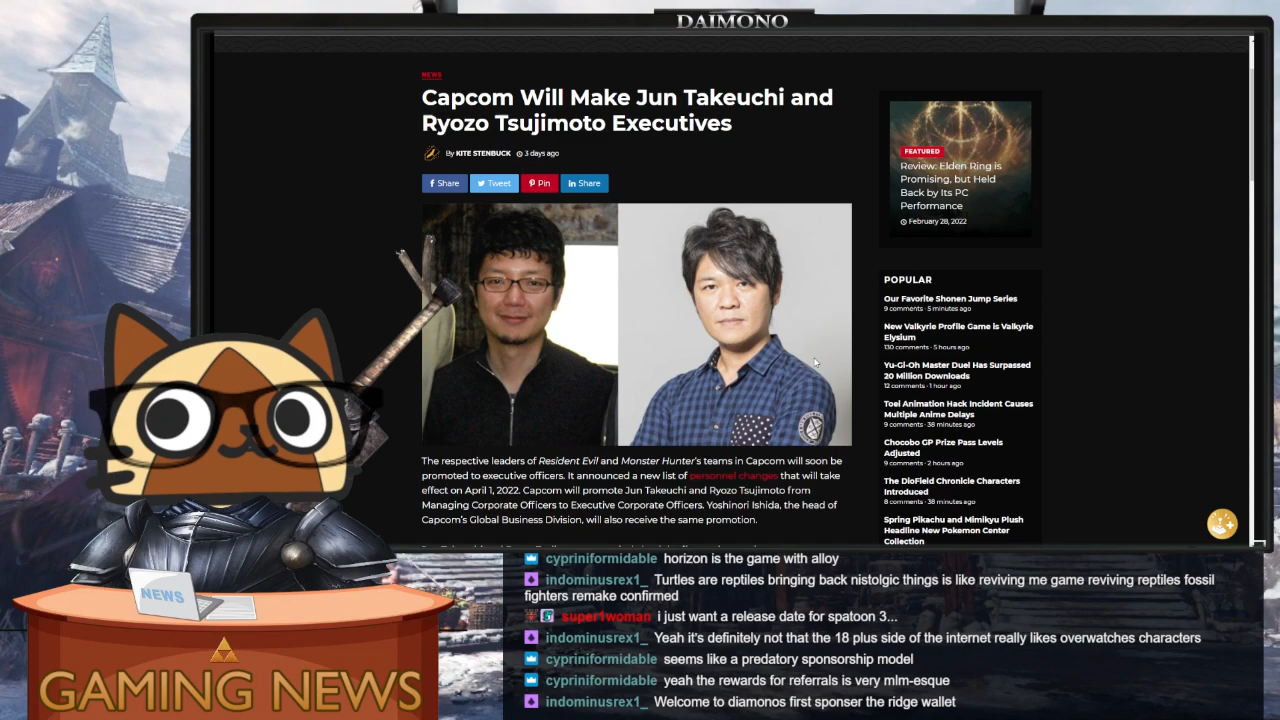 DAIMONO
NEWS
Capcom Will Make Jun Takeuchi and
Ryozo Tsujimoto Executives
By KITE STENBUCK 3 days ago
Share
Tweet
Pin
Share
The respective leaders of Resident Evil and Monster Hunter's teams in Capcom will soon be
promoted to executive officers. It announced a new list of personnel changes that will take
effect on April 1, 2022. Capcom will promote Jun Takeuchi and Ryozo Tsujimoto from
Managing Corporate Officers to Executive Corporate Officers. Yoshinori Ishida, the head of
Capcom's Global Business Division, will also receive the same promotion.
FEATURED
Review: Elden Ring is
Promising, but Held
Back by Its PC
Performance
February 28, 2022
POPULAR
Our Favorite Shonen Jump Series
9 comments · 5 minutes ago
New Valkyrie Profile Game is Valkyrie
Elysium
130 comments · 5 hours ago
Yu-Gi-Oh Master Duel Has Surpassed
20 Million Downloads
12 comments · 1 hour ago
Toei Animation Hack Incident Causes
Multiple Anime Delays
9 comments · 38 minutes ago
Chocobo GP Prize Pass Levels
Adjusted
9 comments · 2 hours ago
The DioField Chronicle Characters
Introduced
8 comments · 38 minutes ago
Spring Pikachu and Mimikyu Plush
Headline New Pokemon Center
Collection
NEWS
GAMING NEWS
cypriniformidable horizon is the game with alloy
indominusrex1_ Turtles are reptiles bringing back nistolgic things is like reviving me game reviving reptiles fossil
fighters remake confirmed
super1woman i just want a release date for spatoon 3...
indominusrex1_ Yeah it's definitely not that the 18 plus side of the internet really likes overwatches characters
cypriniformidable seems like a predatory sponsorship model
cypriniformidable yeah the rewards for referrals is very mlm-esque
indominusrex1_ Welcome to diamonos first sponser the ridge wallet